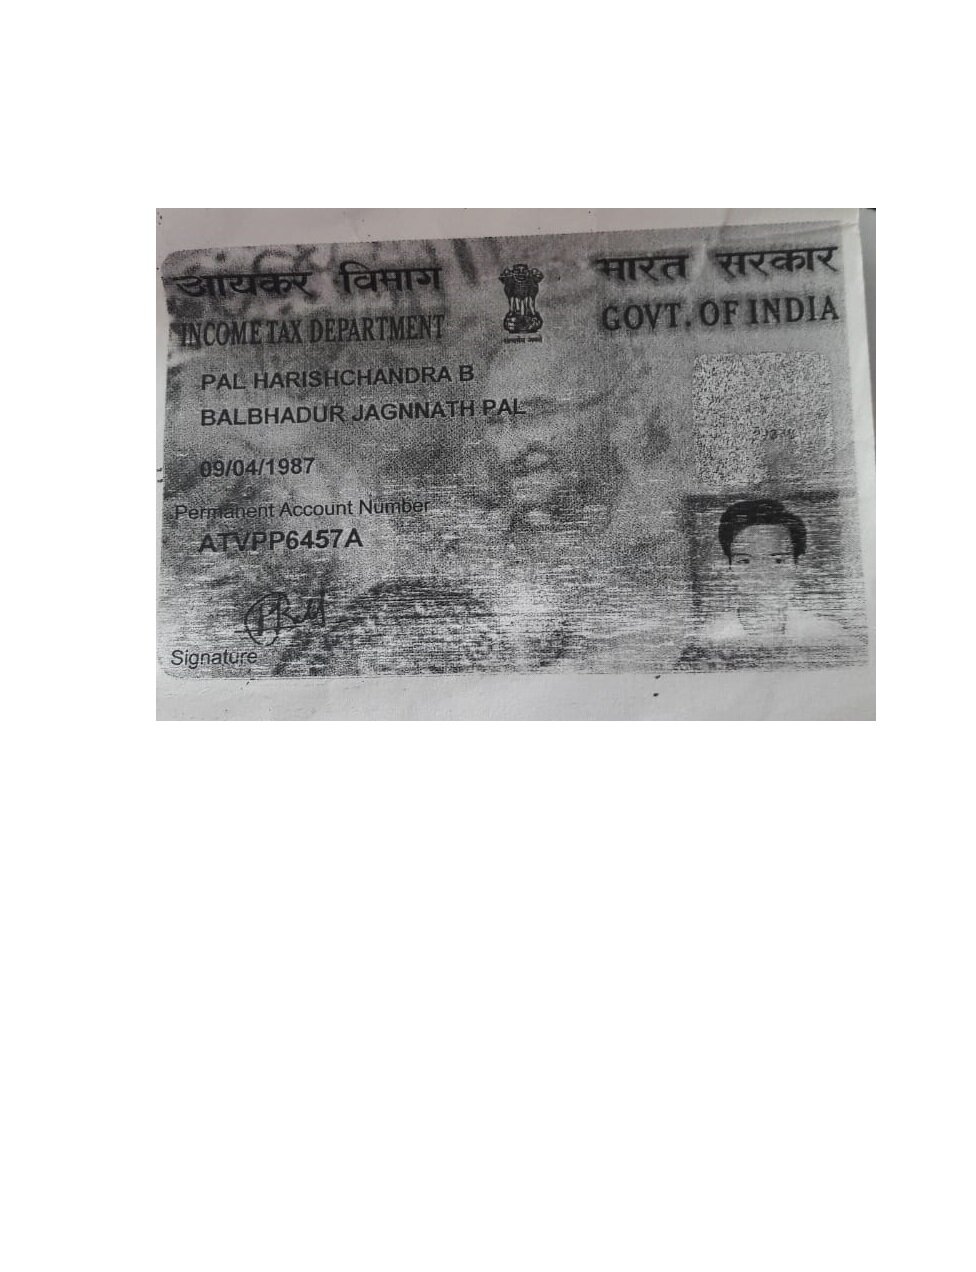 आयकर विभाग
भारत सरकार
INCOME TAX DEPARTMENT
GOVT. OF INDIA
PAL HARISHCHANDRA B
BALBHADUR JAGNNATH PAL
09/04/1987
Permanent Account Number
ATVPP6457A
Signature